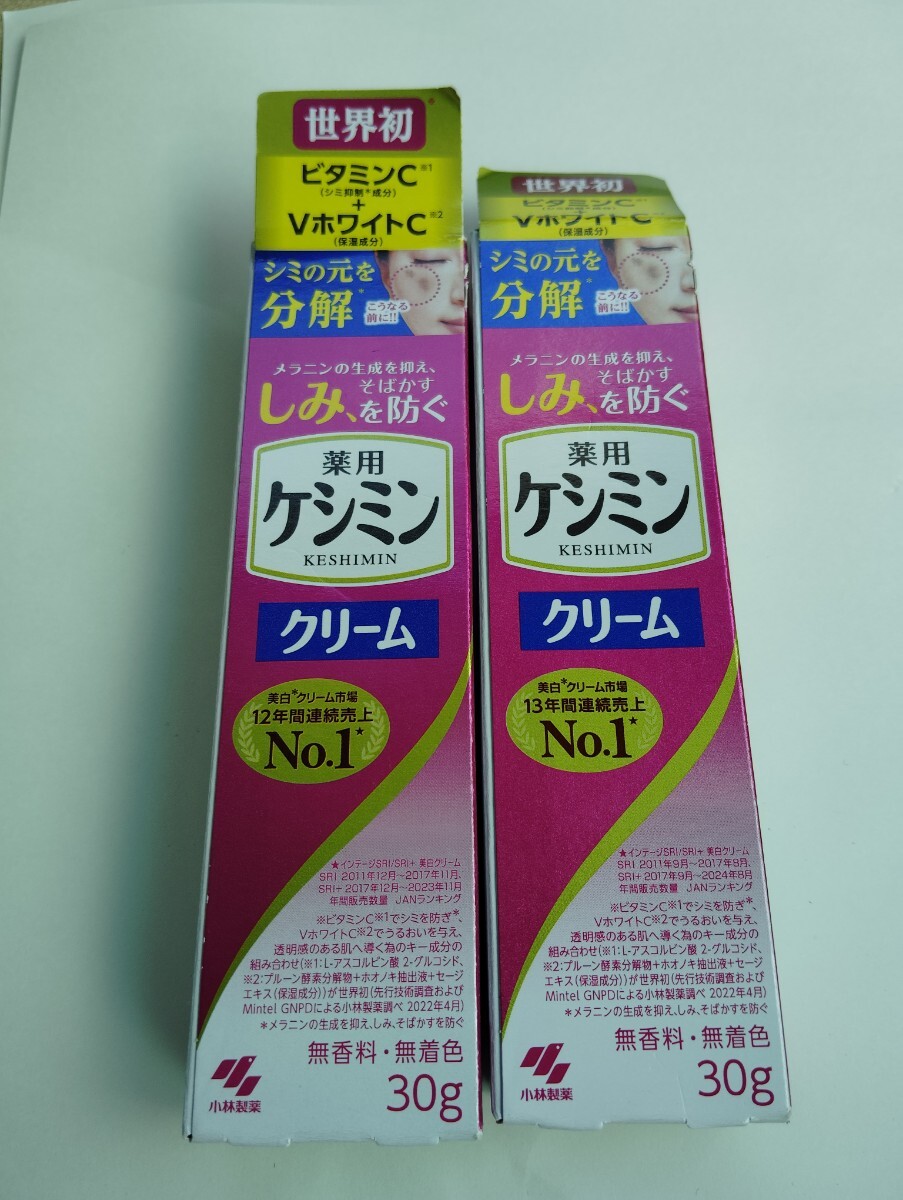 世界初*
ビタミンC※1
(シミ抑制*成分)
+
VホワイトC※2
(保湿成分)
シミの元を
分解*
こうなる
前に!!
メラニンの生成を抑え、
しみ、そばかす
を防ぐ
薬用
ケシミン
KESHIMIN
クリーム
美白*クリーム市場
12年間連続売上
No.1★
★インテージSRI/SRI+ 美白クリーム
SRI 2011年12月～2017年11月、
SRI+ 2017年12月～2023年11月
年間販売数量 JANランキング
※ビタミンC※1でシミを防ぎ*、
VホワイトC※2でうるおいを与え、
透明感のある肌へ導く為のキー成分の
組み合わせ(※1:L-アスコルビン酸 2-グルコシド、
※2:プルーン酵素分解物+ホオノキ抽出液+セージ
エキス(保湿成分))が世界初(先行技術調査および
Mintel GNPDによる小林製薬調べ 2022年4月)
*メラニンの生成を抑え、しみ、そばかすを防ぐ
無香料・無着色
小林製薬
30g
世界初
ビタミンC※1
VホワイトC
(保湿成分)
シミの元を
分解*
こうなる
前に!!
メラニンの生成を抑え、
しみ、そばかす
を防ぐ
薬用
ケシミン
KESHIMIN
クリーム
美白*クリーム市場
13年間連続売上
No.1★
★インテージSRI/SRI+ 美白クリーム
SRI 2011年9月～2017年8月、
SRI+ 2017年9月～2024年8月
年間販売数量 JANランキング
※ビタミンC※1でシミを防ぎ*、
VホワイトC※2でうるおいを与え、
透明感のある肌へ導く為のキー成分の
組み合わせ(※1:L-アスコルビン酸 2-グルコシド、
※2:プルーン酵素分解物+ホオノキ抽出液+セージ
エキス(保湿成分))が世界初(先行技術調査および
Mintel GNPDによる小林製薬調べ 2022年4月)
*メラニンの生成を抑え、しみ、そばかすを防ぐ
無香料・無着色
小林製薬
30g